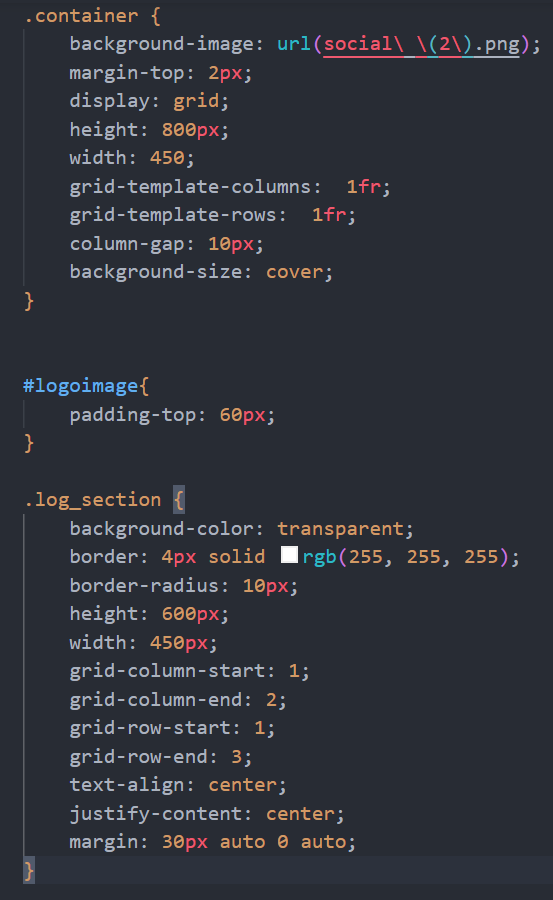 .container {
    background-image: url(social\ \(2\).png);
    margin-top: 2px;
    display: grid;
    height: 800px;
    width: 450;
    grid-template-columns:  1fr;
    grid-template-rows:  1fr;
    column-gap: 10px;
    background-size: cover;
}
#logoimage{
    padding-top: 60px;
}
.log_section {
    background-color: transparent;
    border: 4px solid rgb(255, 255, 255);
    border-radius: 10px;
    height: 600px;
    width: 450px;
    grid-column-start: 1;
    grid-column-end: 2;
    grid-row-start: 1;
    grid-row-end: 3;
    text-align: center;
    justify-content: center;
    margin: 30px auto 0 auto;
}